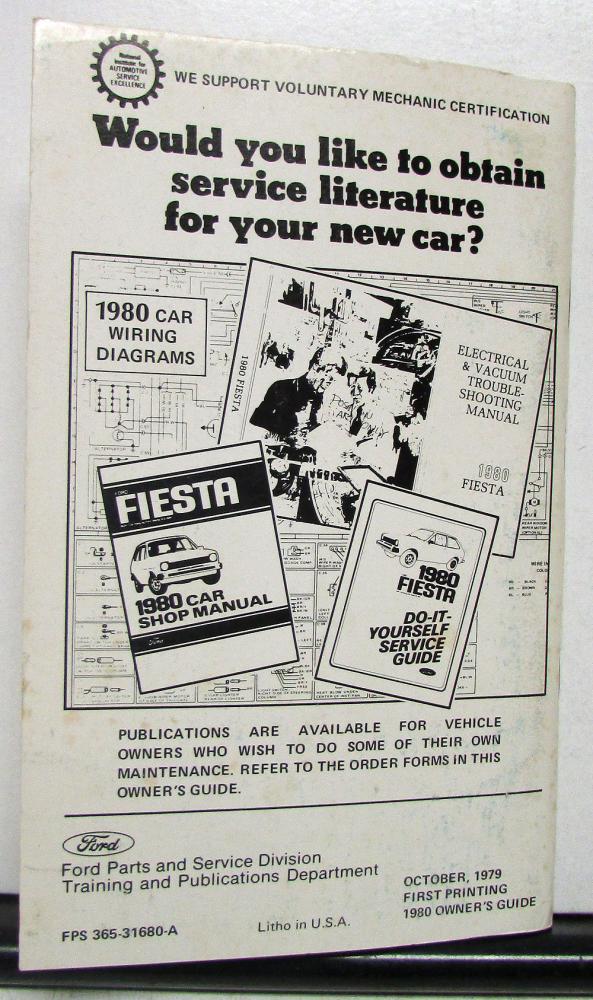 National
Institute for
AUTOMOTIVE
SERVICE
EXCELLENCE
WE SUPPORT VOLUNTARY MECHANIC CERTIFICATION
Would you like to obtain
service literature
for your new car?
1980 CAR
WIRING
DIAGRAMS
1980 FIESTA
ELECTRICAL
& VACUUM
TROUBLE-
SHOOTING
MANUAL
1980
FIESTA
FORD
FIESTA
1980 CAR
SHOP MANUAL
1980
FIESTA
DO-IT-
YOURSELF
SERVICE
GUIDE
PUBLICATIONS ARE AVAILABLE FOR VEHICLE
OWNERS WHO WISH TO DO SOME OF THEIR OWN
MAINTENANCE. REFER TO THE ORDER FORMS IN THIS
OWNER'S GUIDE.
Ford
Ford Parts and Service Division
Training and Publications Department
OCTOBER, 1979
FIRST PRINTING
1980 OWNER'S GUIDE
FPS 365-31680-A
Litho in U.S.A.